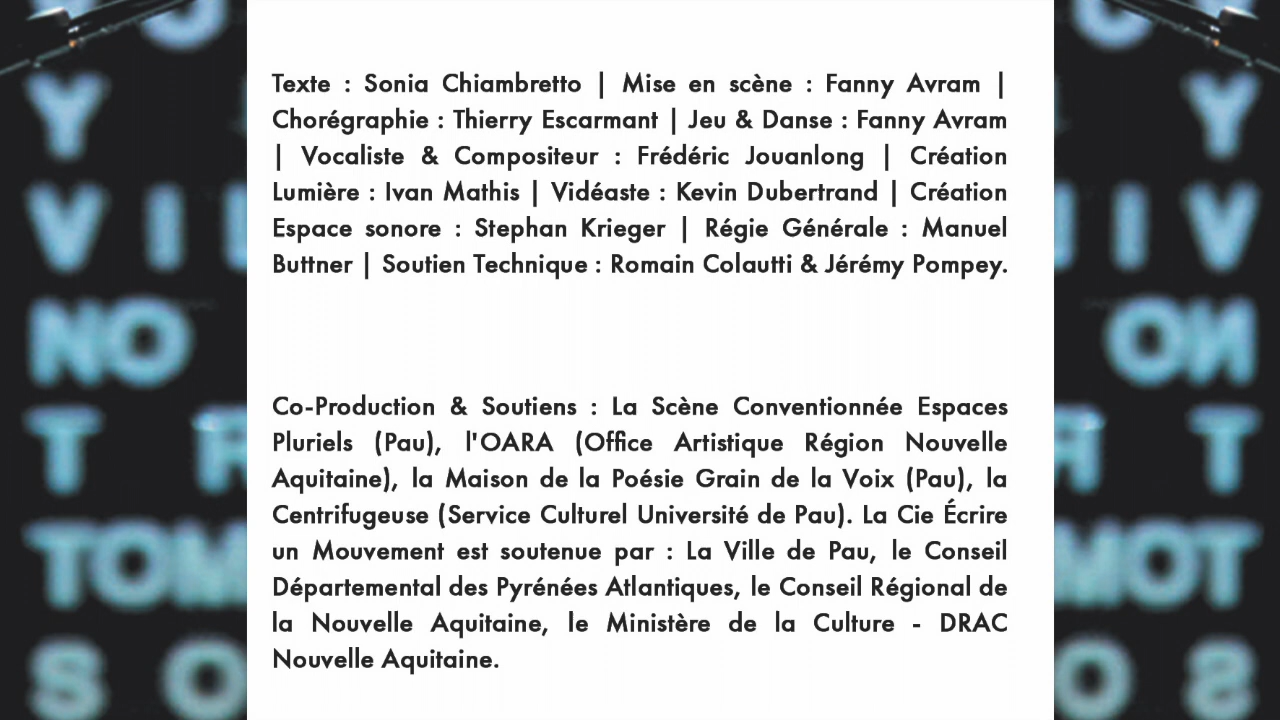 Texte : Sonia Chiambretto | Mise en scène : Fanny Avram |
Chorégraphie : Thierry Escarmant | Jeu & Danse : Fanny Avram
| Vocaliste & Compositeur : Frédéric Jouanlong | Création
Lumière : Ivan Mathis | Vidéaste : Kevin Dubertrand | Création
Espace sonore : Stephan Krieger | Régie Générale : Manuel
Buttner | Soutien Technique : Romain Colautti & Jérémy Pompey.
Co-Production & Soutiens : La Scène Conventionnée Espaces
Pluriels (Pau), l'OARA (Office Artistique Région Nouvelle
Aquitaine), la Maison de la Poésie Grain de la Voix (Pau), la
Centrifugeuse (Service Culturel Université de Pau). La Cie Écrire
un Mouvement est soutenue par : La Ville de Pau, le Conseil
Départemental des Pyrénées Atlantiques, le Conseil Régional de
la Nouvelle Aquitaine, le Ministère de la Culture - DRAC
Nouvelle Aquitaine.